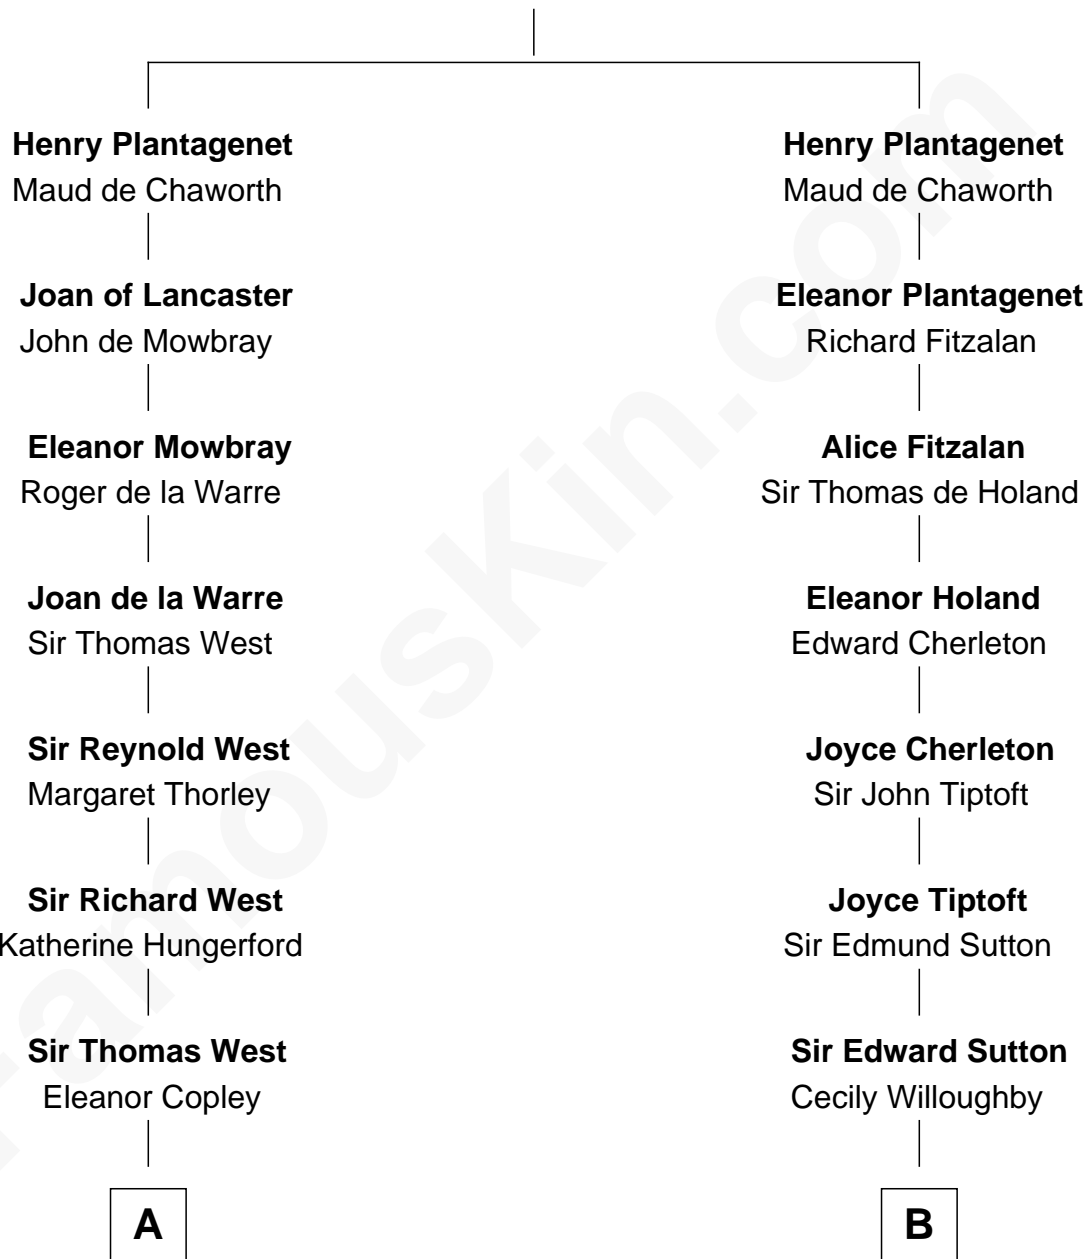 Henry Plantagenet
Maud de Chaworth
Joan of Lancaster
John de Mowbray
Eleanor Mowbray
Roger de la Warre
Joan de la Warre
Sir Thomas West
Sir Reynold West
Margaret Thorley
Sir Richard West
Katherine Hungerford
Sir Thomas West
Eleanor Copley
A
Henry Plantagenet
Maud de Chaworth
Eleanor Plantagenet
Richard Fitzalan
Alice Fitzalan
Sir Thomas de Holand
Eleanor Holand
Edward Cherleton
Joyce Cherleton
Sir John Tiptoft
Joyce Tiptoft
Sir Edmund Sutton
Sir Edward Sutton
Cecily Willoughby
B
FamousKin.com